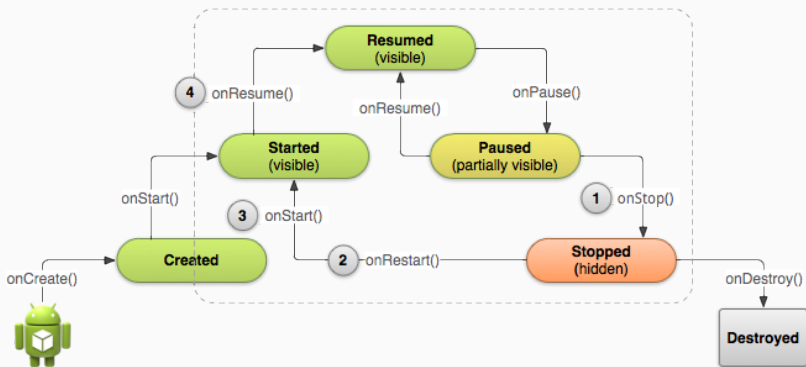 Resumed
(visible)
4
onResume()
onResume()
onPause()
Started
(visible)
Paused
(partially visible)
onStart()
3
onStart()
1
onStop()
Created
2
onRestart()
Stopped
(hidden)
onCreate()
onDestroy()
Destroyed